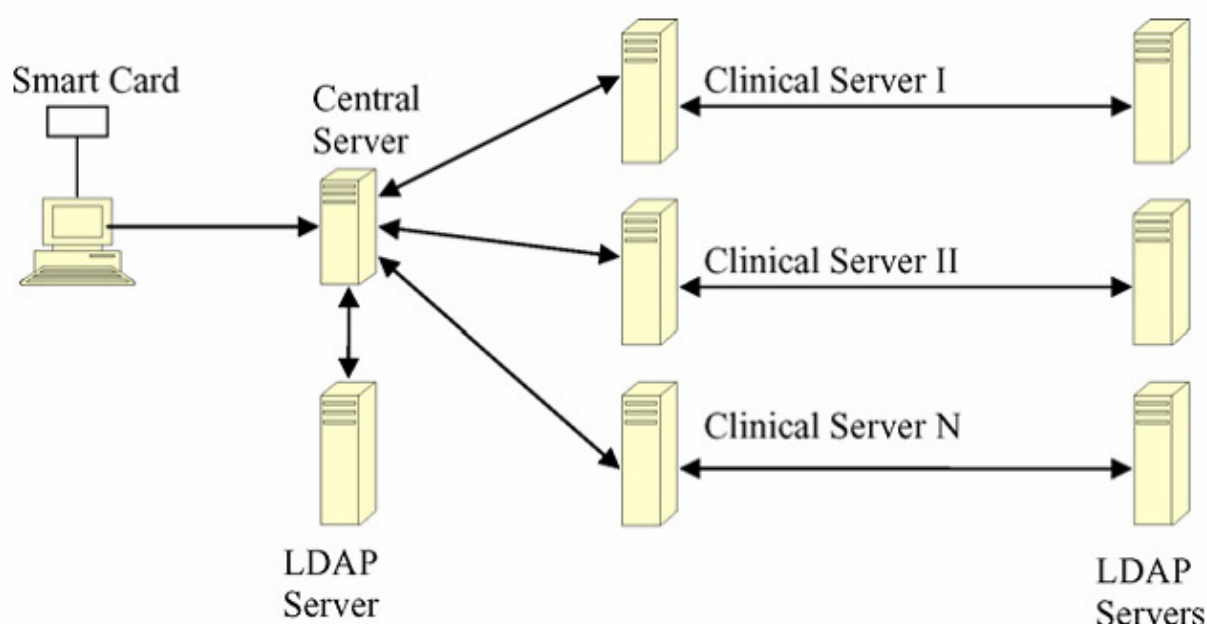 Smart Card
Central
Server
Clinical Server I
Clinical Server II
Clinical Server N
LDAP
Server
LDAP
Servers